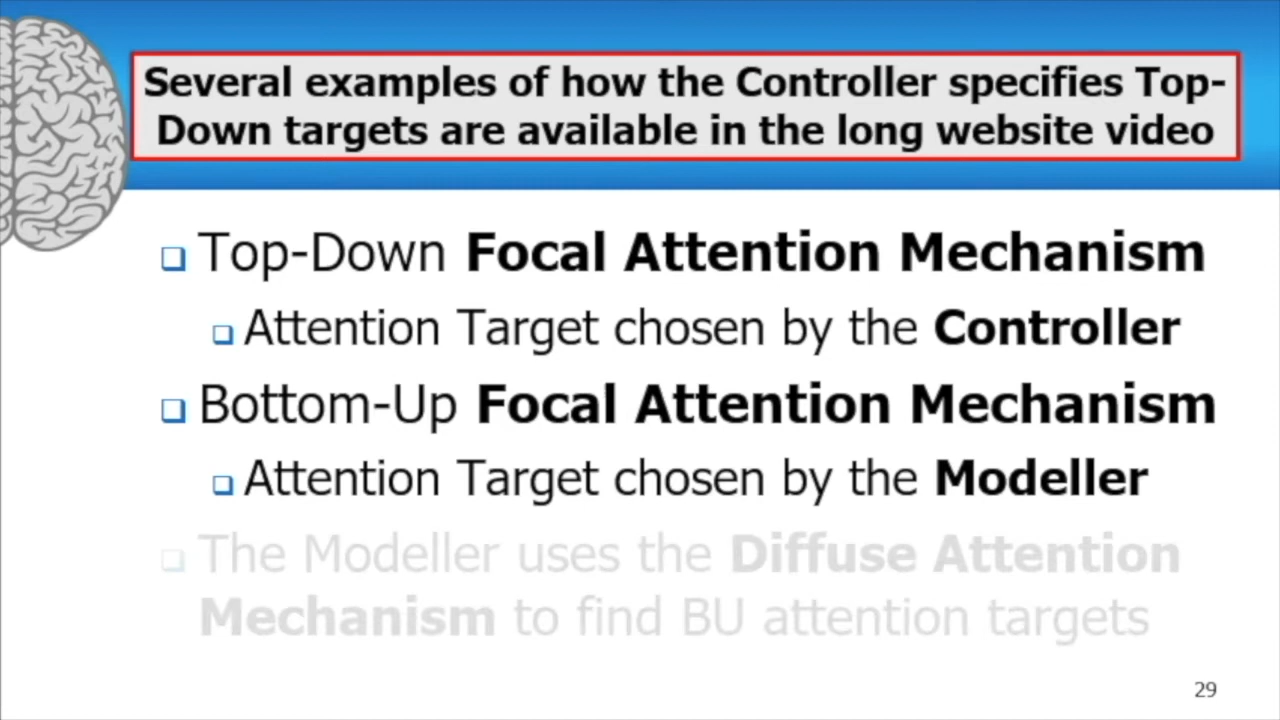 Several examples of how the Controller specifies Top-
Down targets are available in the long website video
Top-Down Focal Attention Mechanism
Attention Target chosen by the Controller
Bottom-Up Focal Attention Mechanism
Attention Target chosen by the Modeller
The Modeller uses the Diffuse Attention
Mechanism to find BU attention targets
29